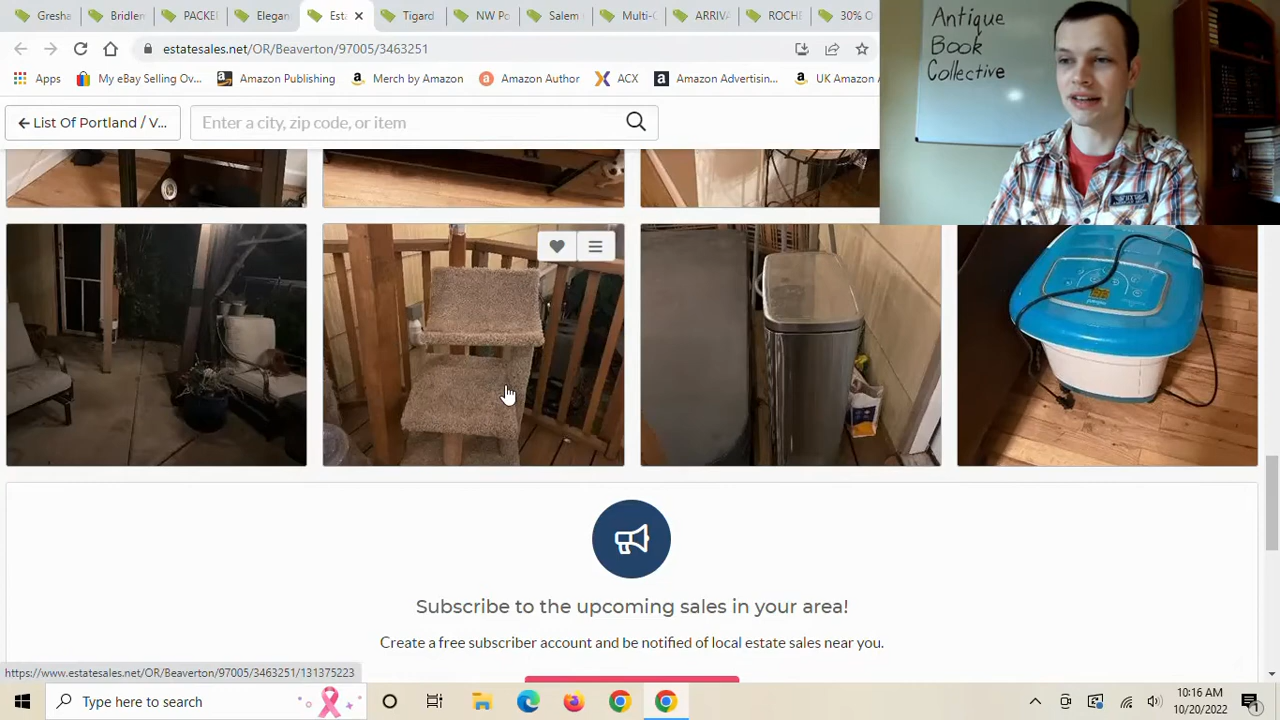 Gresha
Bridlen
PACKED
Elegan
Esta
Tigard
NW Po
Salem
Multi-
ARRIVA
ROCHE
30% O
estatesales.net/OR/Beaverton/97005/3463251
Apps
My eBay Selling Ov...
Amazon Publishing
Merch by Amazon
Amazon Author
ACX
Amazon Advertisin...
UK Amazon
Antique
Book
Collective
List Of Portland / V...
Enter a city, zip code, or item
Subscribe to the upcoming sales in your area!
Create a free subscriber account and be notified of local estate sales near you.
https://www.estatesales.net/OR/Beaverton/97005/3463251/131375223
Type here to search
10:16 AM
10/20/2022